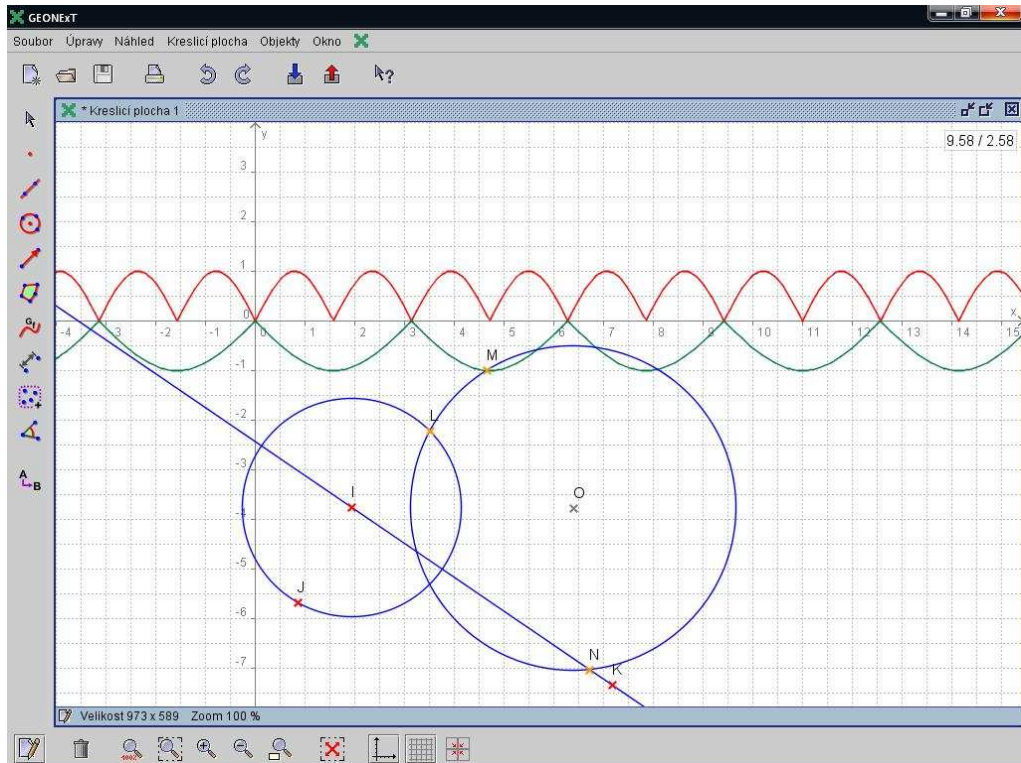 GEONExT
Soubor Úpravy Náhled Kreslicí plocha Objekty Okno
* Kreslicí plocha 1
9.58 / 2.58
y
3
2
1
0
x
-4 -3 -2 -1 1 2 3 4 5 6 7 8 9 10 11 12 13 14 15
-1
M
-2
L
-3
I
O
-4
-5
J
-6
N
K
-7
A
B
Velikost 973 x 589 Zoom 100 %